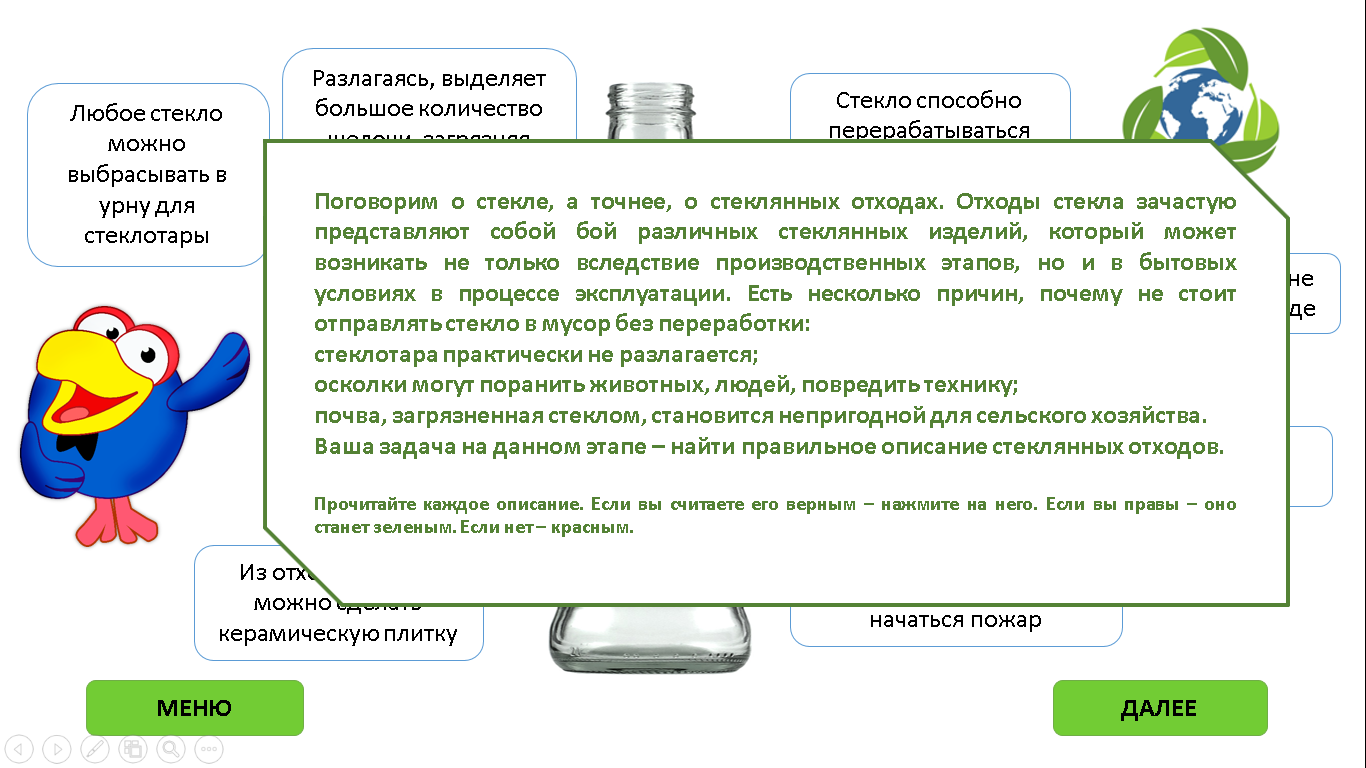 Любое стекло
можно
выбрасывать в
урну для
стеклотары
Разлагаясь, выделяет
большое количество
щелочи, загрязняя
Стекло способно
перерабатываться
Поговорим о стекле, а точнее, о стеклянных отходах. Отходы стекла зачастую
представляют собой бой различных стеклянных изделий, который может
возникать не только вследствие производственных этапов, но и в бытовых
условиях в процессе эксплуатации. Есть несколько причин, почему не стоит
отправлять стекло в мусор без переработки:
стеклотара практически не разлагается;
осколки могут поранить животных, людей, повредить технику;
почва, загрязненная стеклом, становится непригодной для сельского хозяйства.
Ваша задача на данном этапе – найти правильное описание стеклянных отходов.
Прочитайте каждое описание. Если вы считаете его верным – нажмите на него. Если вы правы – оно
станет зеленым. Если нет – красным.
не
де
Из
можно сделать
керамическую плитку
начаться пожар
МЕНЮ
ДАЛЕЕ